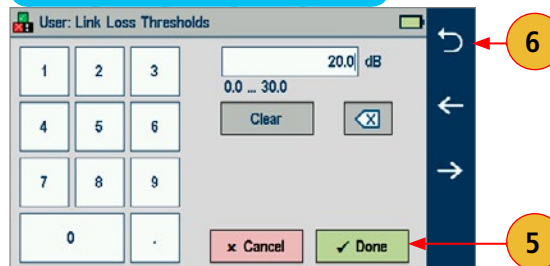 User: Link Loss Thresholds
1 2 3 20.0 dB
0.0 ... 30.0
4 5 6 Clear
7 8 9
0 . × Cancel ✓ Done
6
5